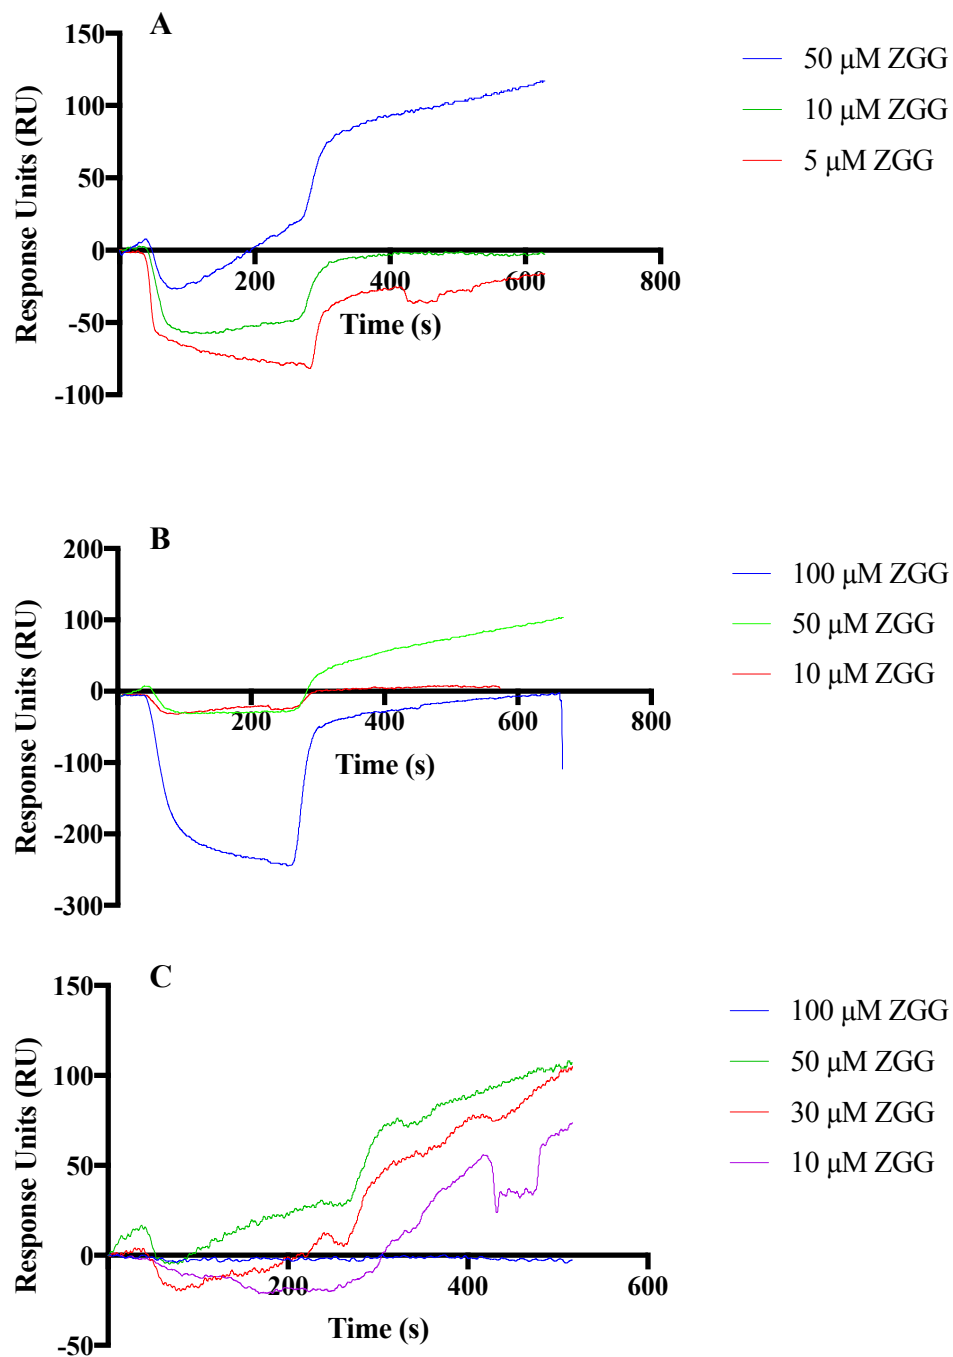 A
150
100
50
0
-50
-100
Response Units (RU)
200
400
600
800
Time (s)
50 μM ZGG
10 μM ZGG
5 μM ZGG
B
200
100
0
-100
-200
-300
Response Units (RU)
200
400
600
800
Time (s)
100 μM ZGG
50 μM ZGG
10 μM ZGG
C
150
100
50
0
-50
Response Units (RU)
200
400
600
Time (s)
100 μM ZGG
50 μM ZGG
30 μM ZGG
10 μM ZGG